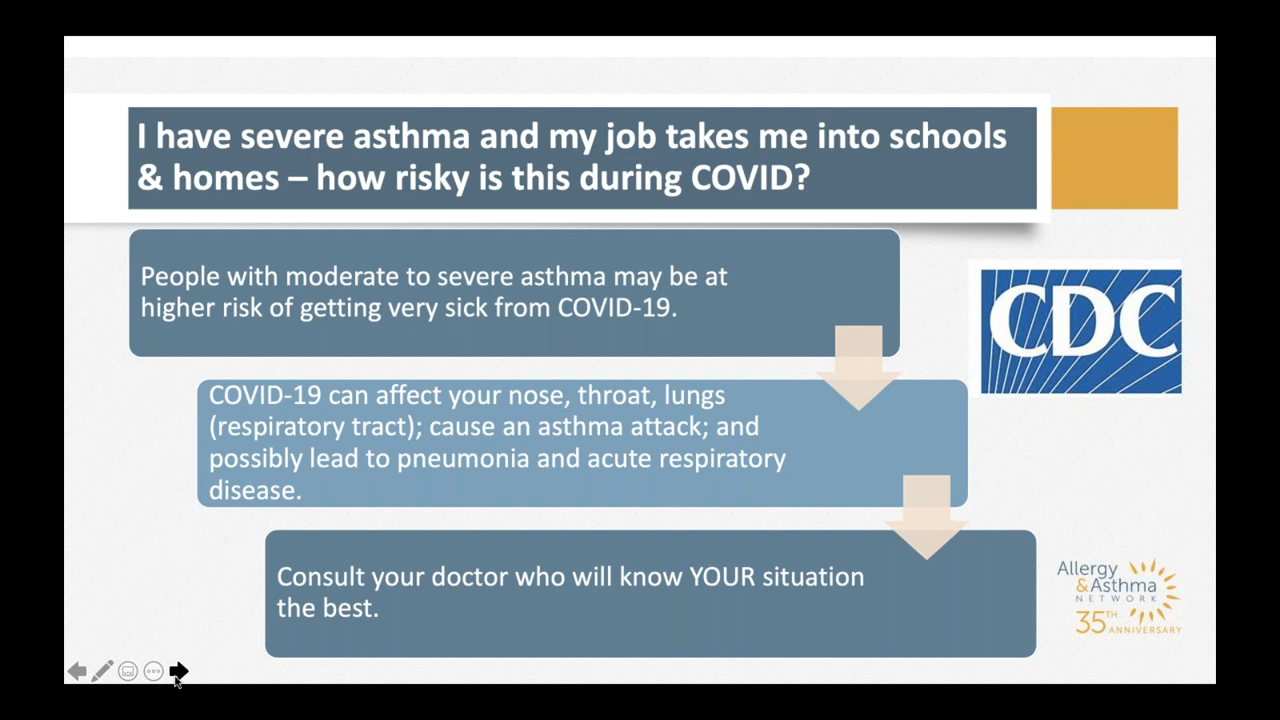 I have severe asthma and my job takes me into schools
& homes – how risky is this during COVID?
People with moderate to severe asthma may be at
higher risk of getting very sick from COVID-19.
CDC
COVID-19 can affect your nose, throat, lungs
(respiratory tract); cause an asthma attack; and
possibly lead to pneumonia and acute respiratory
disease.
Consult your doctor who will know YOUR situation
the best.
Allergy
&Asthma
NETWORK
35TH ANNIVERSARY